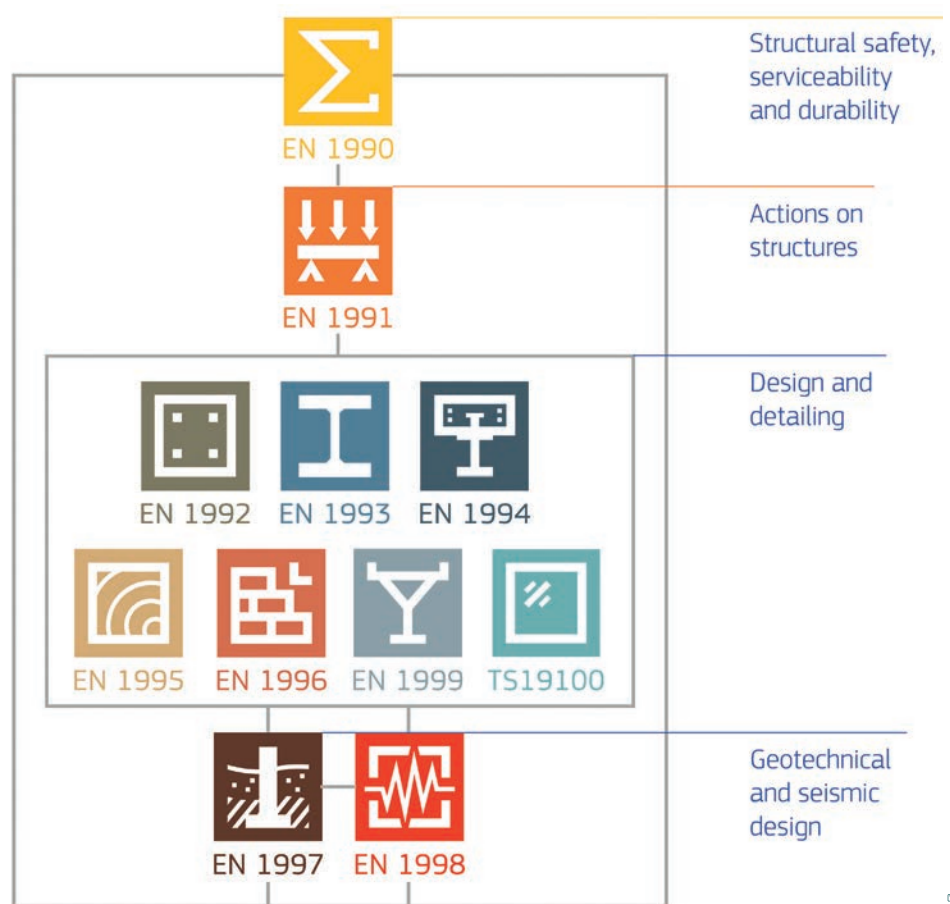 Structural safety,
serviceability
and durability
EN 1990
Actions on
structures
EN 1991
Design and
detailing
EN 1992
EN 1993
EN 1994
EN 1995
EN 1996
EN 1999
TS19100
Geotechnical
and seismic
design
EN 1997
EN 1998